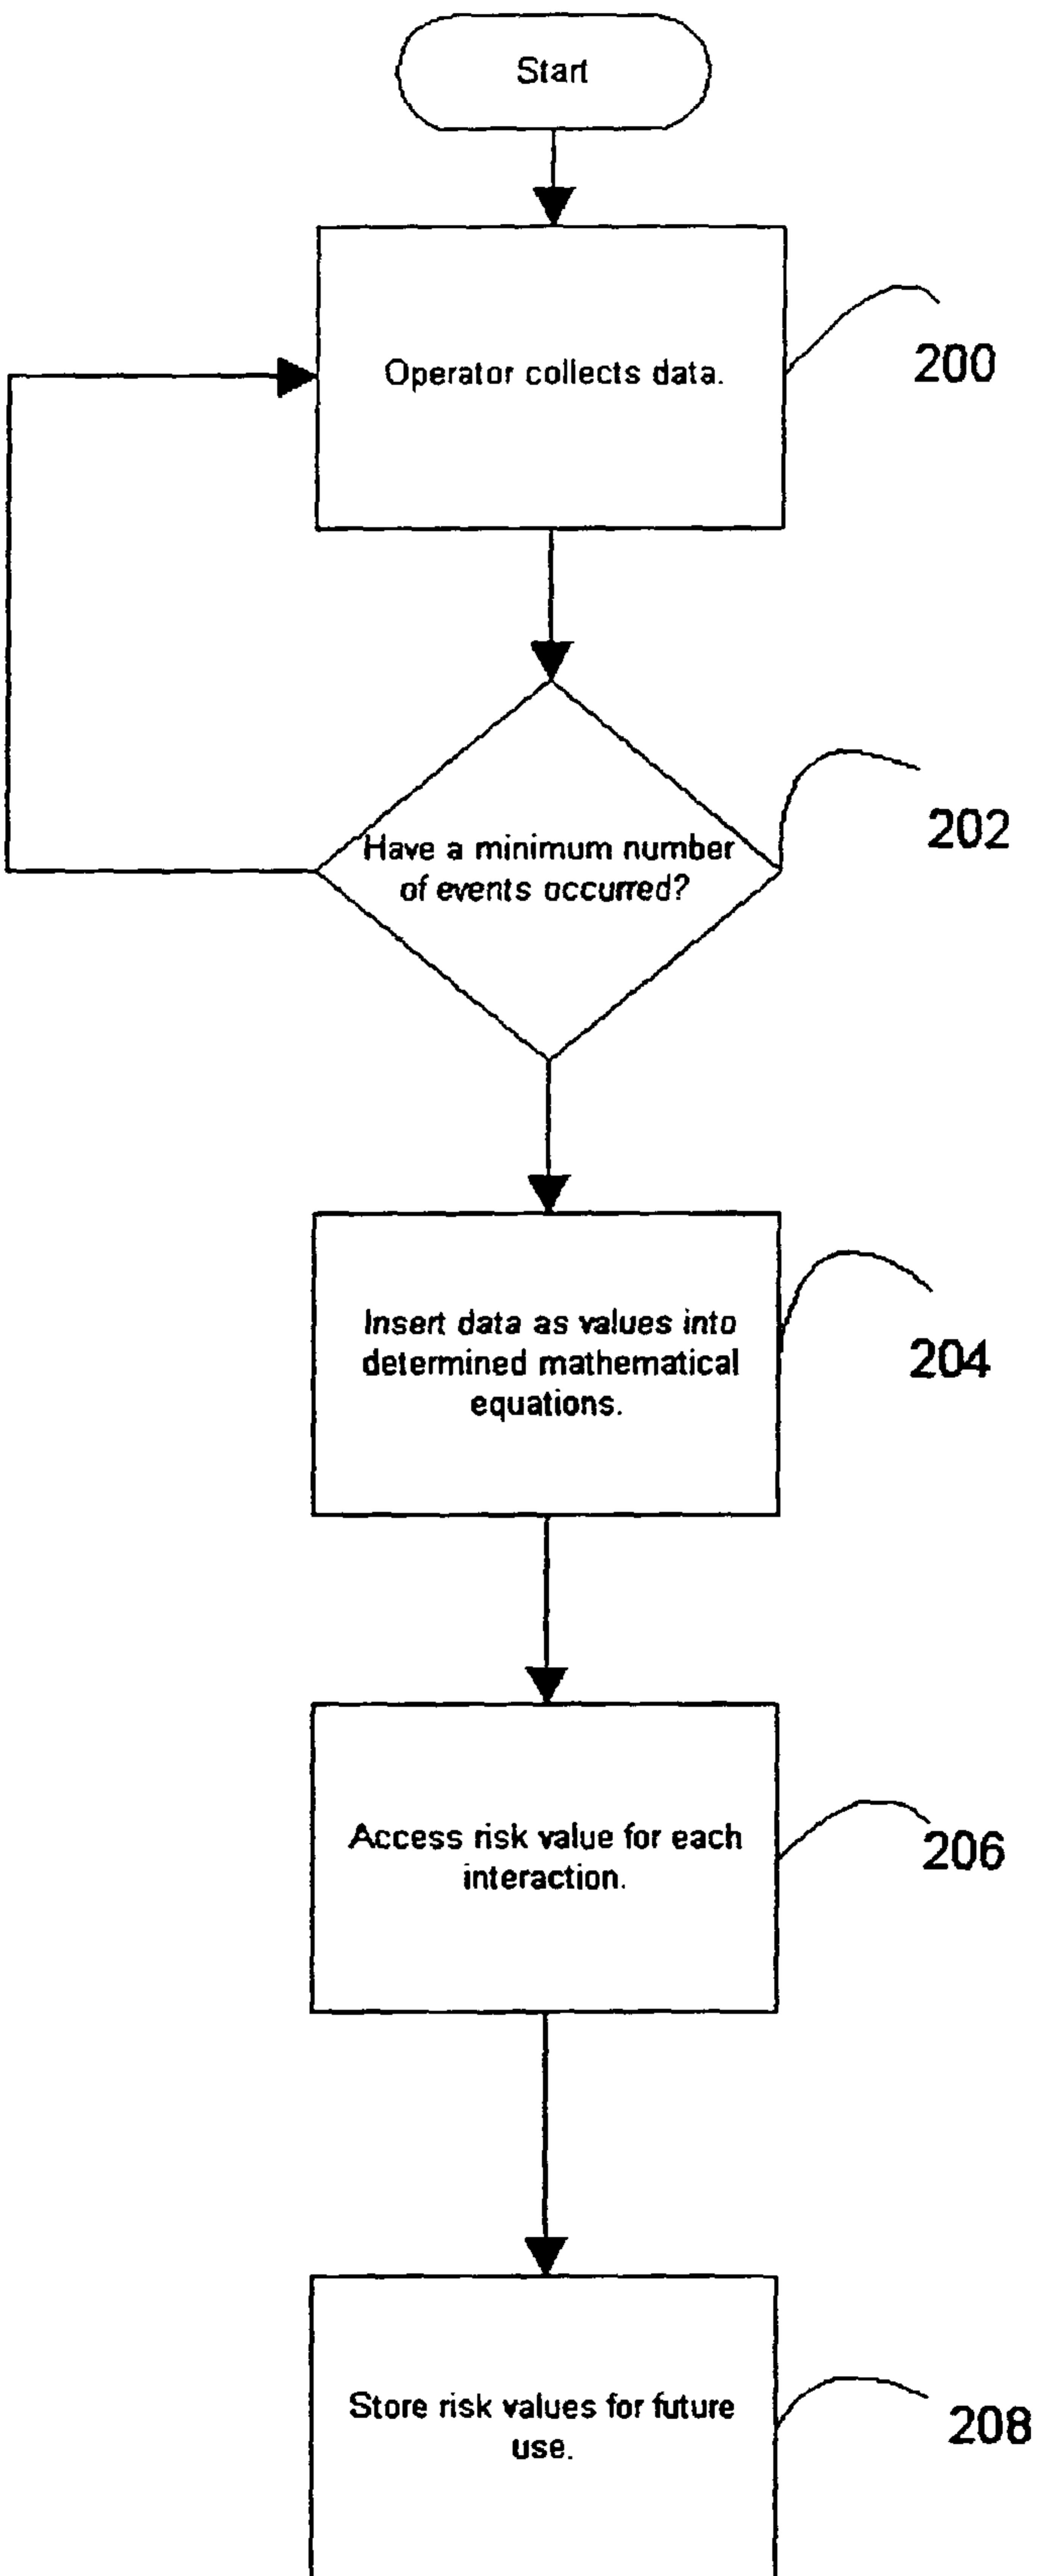 Start
Operator collects data.
200
Have a minimum number
of events occurred?
202
Insert data as values into
determined mathematical
equations.
204
Access risk value for each
interaction.
206
Store risk values for future
use.
208